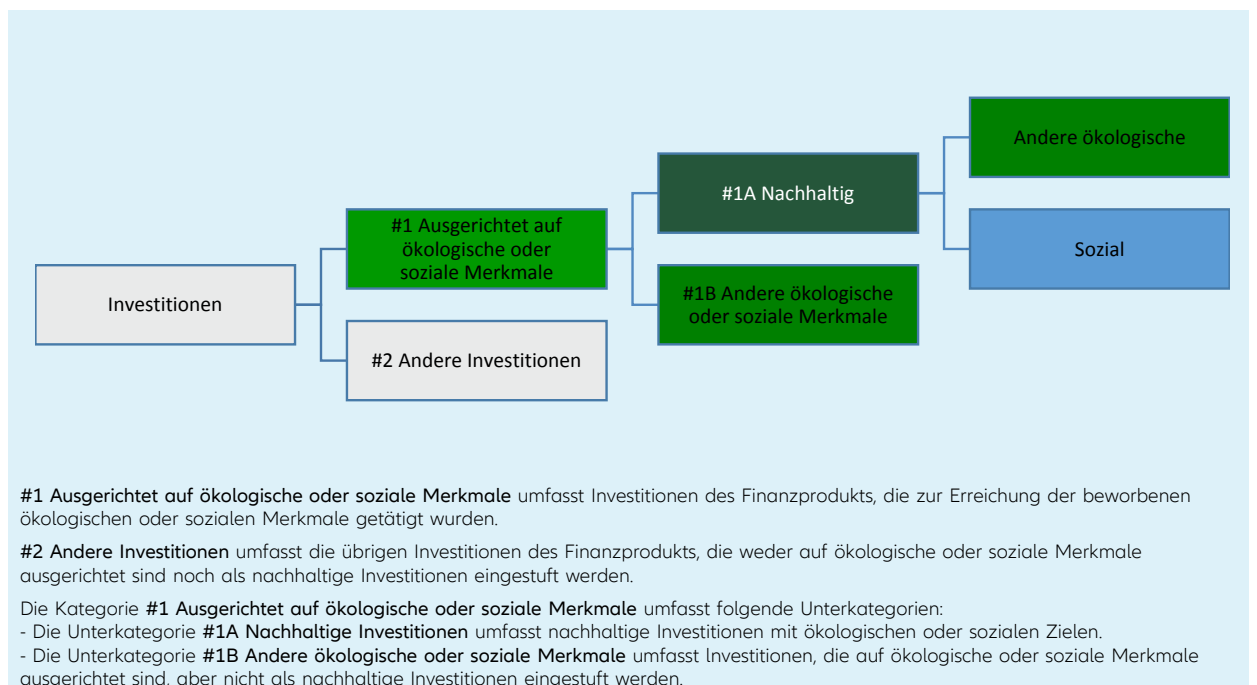 Andere ökologische
#1A Nachhaltig
#1 Ausgerichtet auf
ökologische oder
soziale Merkmale
Sozial
Investitionen
#1B Andere ökologische
oder soziale Merkmale
#2 Andere Investitionen
#1 Ausgerichtet auf ökologische oder soziale Merkmale umfasst Investitionen des Finanzprodukts, die zur Erreichung der beworbenen
ökologischen oder sozialen Merkmale getätigt wurden.
#2 Andere Investitionen umfasst die übrigen Investitionen des Finanzprodukts, die weder auf ökologische oder soziale Merkmale
ausgerichtet sind noch als nachhaltige Investitionen eingestuft werden.
Die Kategorie #1 Ausgerichtet auf ökologische oder soziale Merkmale umfasst folgende Unterkategorien:
- Die Unterkategorie #1A Nachhaltige Investitionen umfasst nachhaltige Investitionen mit ökologischen oder sozialen Zielen.
- Die Unterkategorie #1B Andere ökologische oder soziale Merkmale umfasst Investitionen, die auf ökologische oder soziale Merkmale
ausgerichtet sind, aber nicht als nachhaltige Investitionen eingestuft werden.